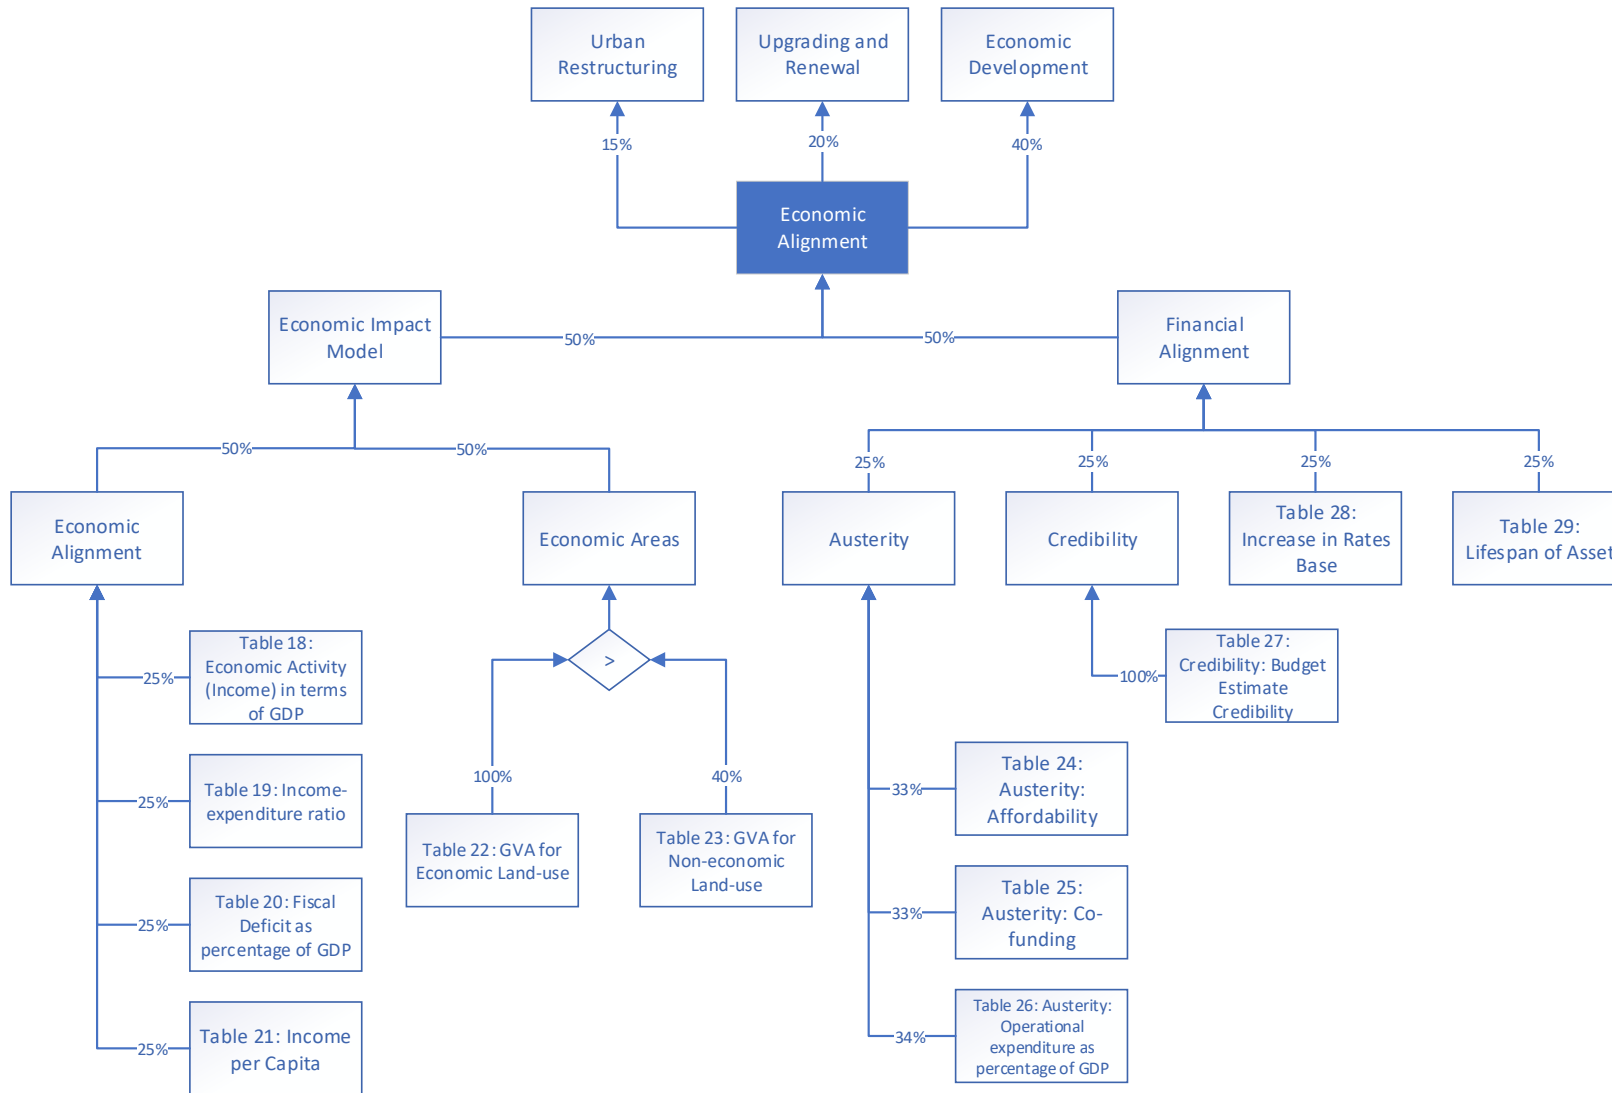 Urban
Restructuring
Upgrading and
Renewal
Economic
Development
15%
20%
40%
Economic
Alignment
Economic Impact
Model
50%
50%
Financial
Alignment
50%
50%
25%
25%
25%
25%
Economic
Alignment
Economic Areas
Austerity
Credibility
Table 28:
Increase in Rates
Base
Table 29:
Lifespan of Asset
25%
Table 18:
Economic Activity
(Income) in terms
of GDP
>
100%
Table 27:
Credibility: Budget
Estimate
Credibility
25%
Table 19: Income-
expenditure ratio
100%
40%
Table 22: GVA for
Economic Land-use
Table 23: GVA for
Non-economic
Land-use
33%
Table 24:
Austerity:
Affordability
25%
Table 20: Fiscal
Deficit as
percentage of GDP
33%
Table 25:
Austerity: Co-
funding
25%
Table 21: Income
per Capita
34%
Table 26: Austerity:
Operational
expenditure as
percentage of GDP